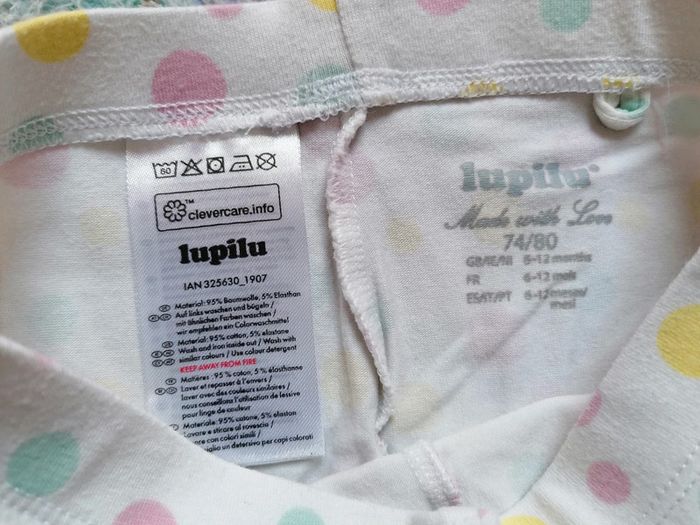 60
TM
clevercare.info
lupilu
IAN 325630_1907
Material: 95% Baumwolle, 5% Elasthan
Auf links waschen und bügeln /
mit ähnlichen Farben waschen /
wir empfehlen ein Colorwaschmittel
Material: 95% cotton, 5% elastane
Wash and iron inside out / Wash with
similar colours / Use colour detergent
KEEP AWAY FROM FIRE
Matières: 95% coton, 5% élasthanne
Laver et repasser à l'envers /
laver avec des couleurs similaires /
nous conseillons l'utilisation de lessive
pour linge de couleur
Materiale: 95% cotone, 5% elastan
Lavare e stirare al rovescio /
con colori simili /
un detersivo per capi colorati
lupilu®
Made with Love
74/80
GB/IE/NI 6-12 months
FR 6-12 mois
ES/IT/PT 6-12
mesi